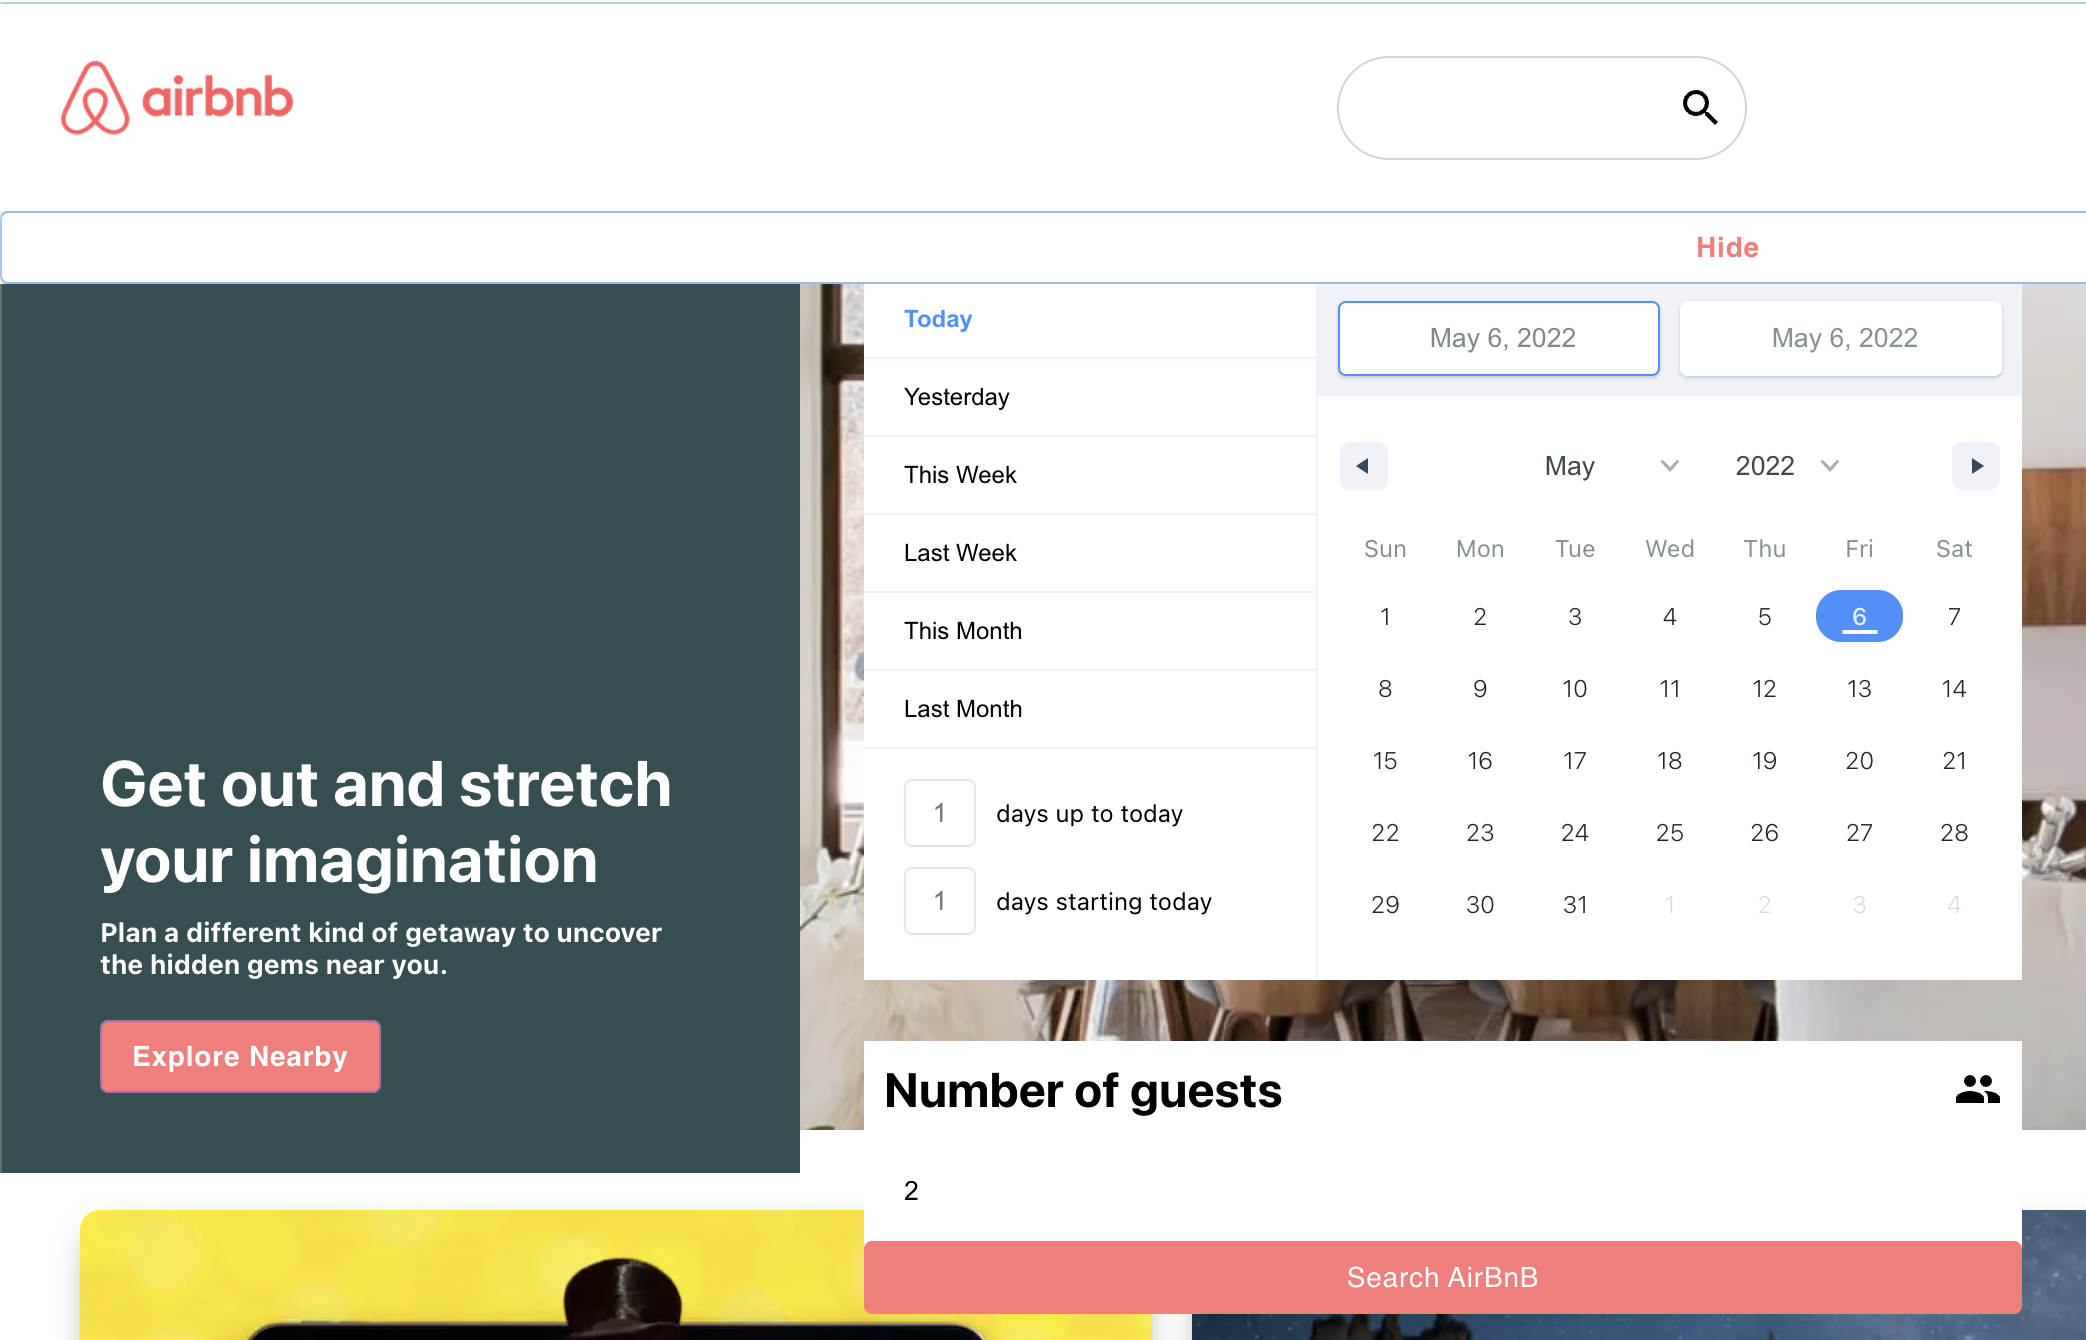 airbnb
Hide
Today
Yesterday
This Week
Last Week
This Month
Last Month
1 days up to today
1 days starting today
May 6, 2022 May 6, 2022
May 2022
Sun Mon Tue Wed Thu Fri Sat
1 2 3 4 5 6 7
8 9 10 11 12 13 14
15 16 17 18 19 20 21
22 23 24 25 26 27 28
29 30 31 1 2 3 4
Get out and stretch
your imagination
Plan a different kind of getaway to uncover
the hidden gems near you.
Explore Nearby
Number of guests
2
Search AirBnB